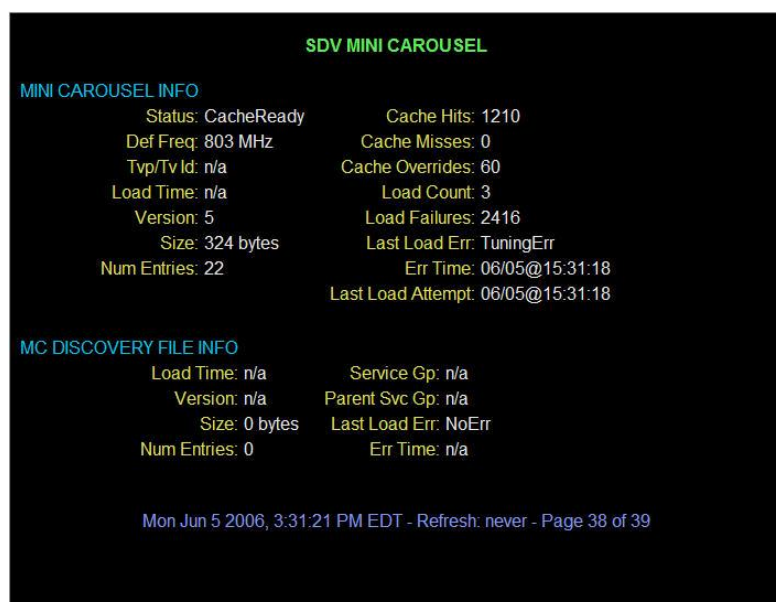 SDV MINI CAROUSEL
MINI CAROUSEL INFO
Status: CacheReady Cache Hits: 1210
Def Freq: 803 MHz Cache Misses: 0
Tvp/Tv Id: n/a Cache Overrides: 60
Load Time: n/a Load Count: 3
Version: 5 Load Failures: 2416
Size: 324 bytes Last Load Err: TuningErr
Num Entries: 22 Err Time: 06/05@15:31:18
Last Load Attempt: 06/05@15:31:18
MC DISCOVERY FILE INFO
Load Time: n/a Service Gp: n/a
Version: n/a Parent Svc Gp: n/a
Size: 0 bytes Last Load Err: NoErr
Num Entries: 0 Err Time: n/a
Mon Jun 5 2006, 3:31:21 PM EDT - Refresh: never - Page 38 of 39